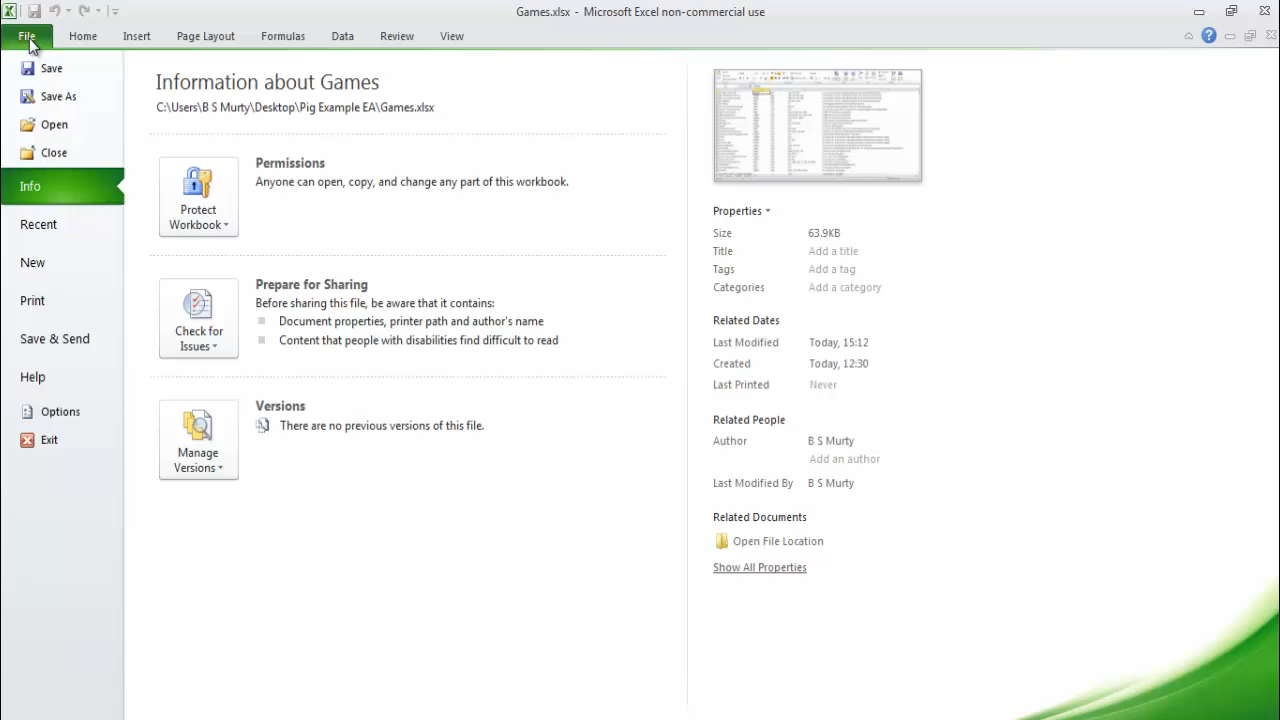 Games.xlsx - Microsoft Excel non-commercial use
File Home Insert Page Layout Formulas Data Review View
Save
Save As
Open
Close
Info
Recent
New
Print
Save & Send
Help
Options
Exit
Information about Games
C:\Users\B S Murty\Desktop\Pig Example EA\Games.xlsx
Protect
Workbook
Permissions
Anyone can open, copy, and change any part of this workbook.
Check for
Issues
Prepare for Sharing
Before sharing this file, be aware that it contains:
Document properties, printer path and author's name
Content that people with disabilities find difficult to read
Manage
Versions
Versions
There are no previous versions of this file.
Properties
Size 63.9KB
Title Add a title
Tags Add a tag
Categories Add a category
Related Dates
Last Modified Today, 15:12
Created Today, 12:30
Last Printed Never
Related People
Author B S Murty
Add an author
Last Modified By B S Murty
Related Documents
Open File Location
Show All Properties